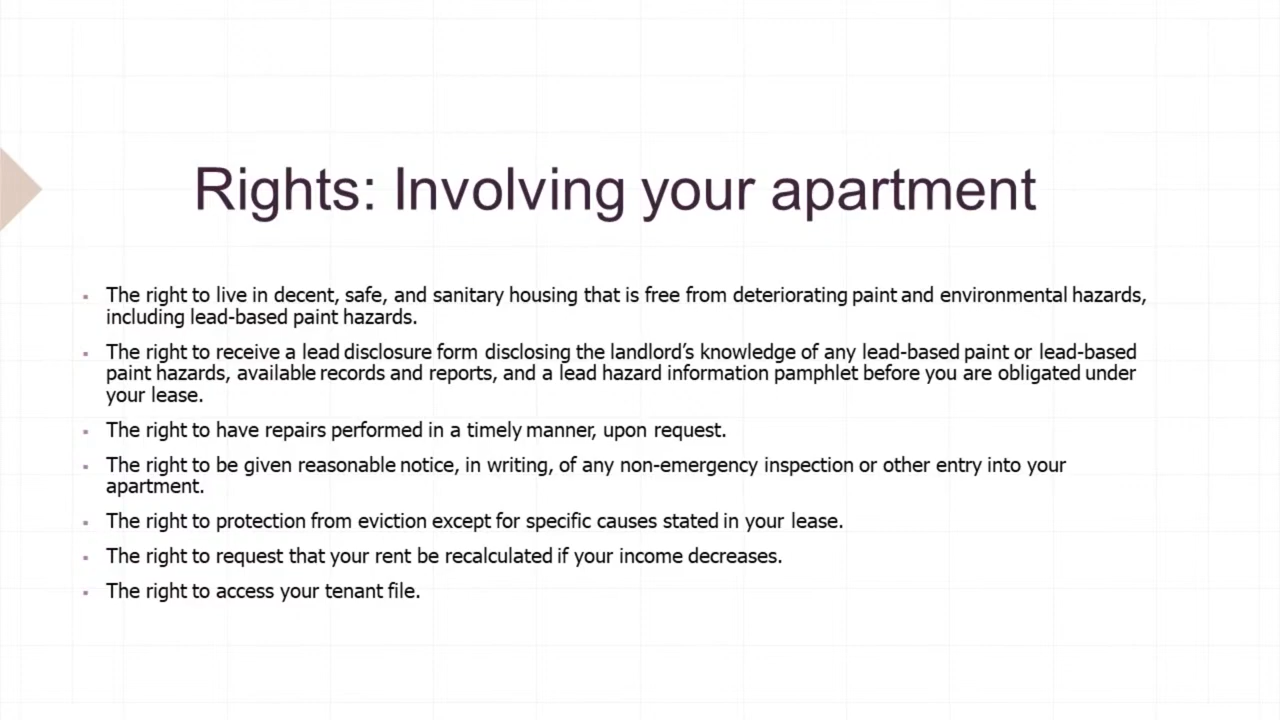 Rights: Involving your apartment
The right to live in decent, safe, and sanitary housing that is free from deteriorating paint and environmental hazards,
including lead-based paint hazards.
The right to receive a lead disclosure form disclosing the landlord’s knowledge of any lead-based paint or lead-based
paint hazards, available records and reports, and a lead hazard information pamphlet before you are obligated under
your lease.
The right to have repairs performed in a timely manner, upon request.
The right to be given reasonable notice, in writing, of any non-emergency inspection or other entry into your
apartment.
The right to protection from eviction except for specific causes stated in your lease.
The right to request that your rent be recalculated if your income decreases.
The right to access your tenant file.